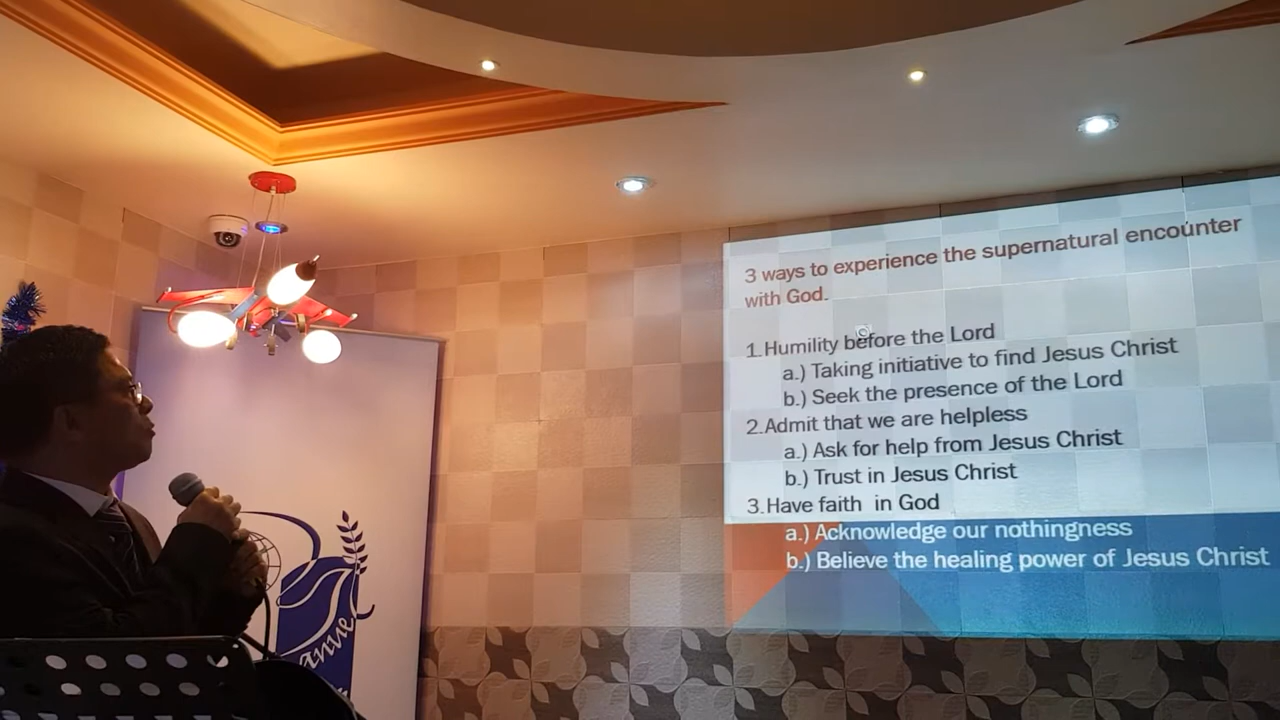 3 ways to experience the supernatural encounter
with God.
1.Humility before the Lord
a.) Taking initiative to find Jesus Christ
b.) Seek the presence of the Lord
2.Admit that we are helpless
a.) Ask for help from Jesus Christ
b.) Trust in Jesus Christ
3.Have faith in God
a.) Acknowledge our nothingness
b.) Believe the healing power of Jesus Christ